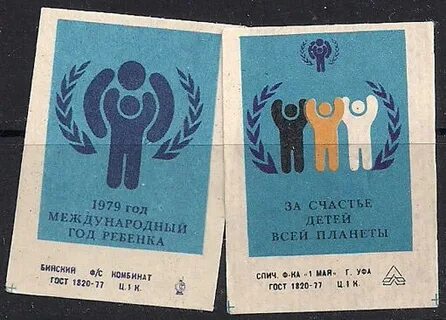 1979 год
МЕЖДУНАРОДНЫЙ
ГОД РЕБЕНКА
БИЙСКИЙ Ф/С КОМБИНАТ
ГОСТ 1820-77 Ц.1 К.
ЗА СЧАСТЬЕ
ДЕТЕЙ
ВСЕЙ ПЛАНЕТЫ
СПИЧ. Ф-КА "1 МАЯ" Г. УФА
ГОСТ 1820-77 Ц.1 К.